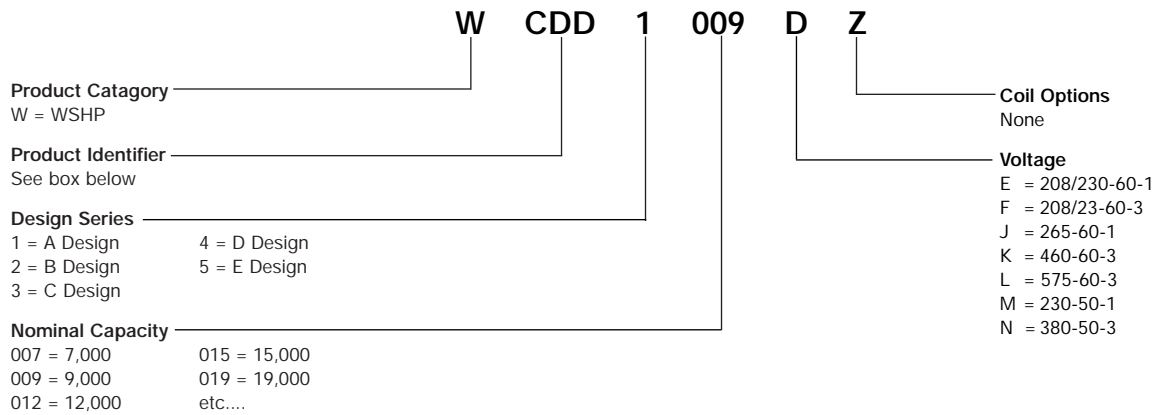 W CDD 1 009 D Z
Product Catagory
W = WSHP
Product Identifier
See box below
Design Series
1 = A Design 4 = D Design
2 = B Design 5 = E Design
3 = C Design
Nominal Capacity
007 = 7,000 015 = 15,000
009 = 9,000 019 = 19,000
012 = 12,000 etc....
Coil Options
None
Voltage
E = 208/230-60-1
F = 208/23-60-3
J = 265-60-1
K = 460-60-3
L = 575-60-3
M = 230-50-1
N = 380-50-3